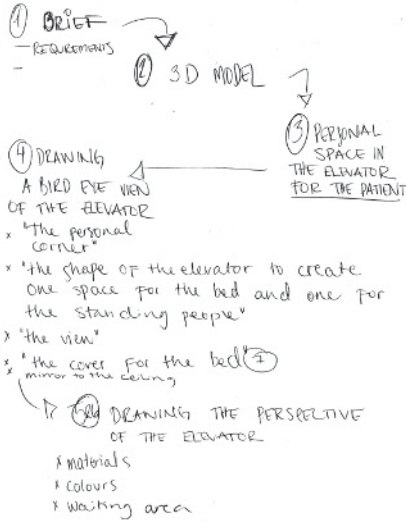 1 BRIEF
— REQUREMENTS
—
2 3D MODEL
3 PERSONAL
SPACE IN
THE ELEVATOR
FOR THE PATIENT
4 DRAWING
A BIRD EYE VIEW
OF THE ELEVATOR
x "the personal
corner"
x "the shape of the elevator to create
one space for the bed and one for
the standing people"
x "the view"
x "the cover for the bed"
x mirror to the ceiling
DRAWING THE PERSPECTIVE
OF THE ELEVATOR
x materials
x colours
x waiting area